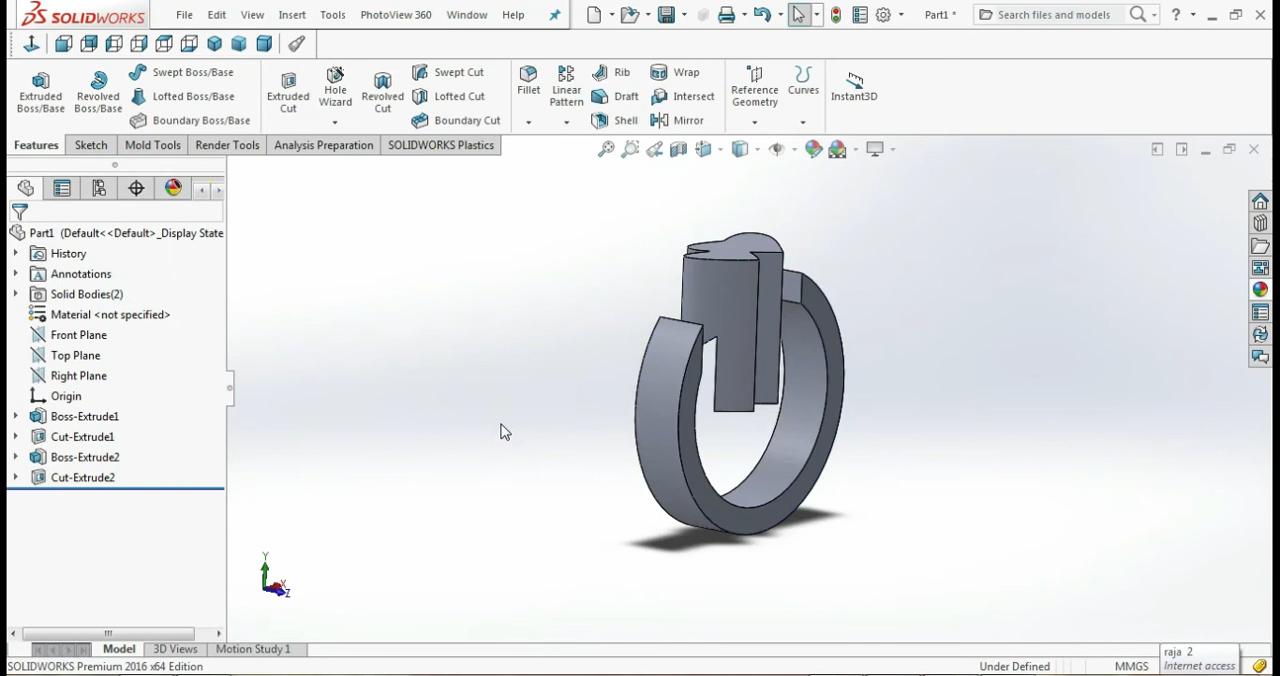 SOLIDWORKS File Edit View Insert Tools PhotoView 360 Window Help Part1 * Search files and models ?
Extruded Boss/Base
Revolved Boss/Base
Swept Boss/Base
Lofted Boss/Base
Boundary Boss/Base
Extruded Cut
Hole Wizard
Revolved Cut
Swept Cut
Lofted Cut
Boundary Cut
Fillet
Linear Pattern
Rib
Draft
Shell
Wrap
Intersect
Mirror
Reference Geometry
Curves
Instant3D
Features Sketch Mold Tools Render Tools Analysis Preparation SOLIDWORKS Plastics
Part1 (Default<<Default>_Display State
History
Annotations
Solid Bodies(2)
Material <not specified>
Front Plane
Top Plane
Right Plane
Origin
Boss-Extrude1
Cut-Extrude1
Boss-Extrude2
Cut-Extrude2
Y
X
Z
Model 3D Views Motion Study 1
SOLIDWORKS Premium 2016 x64 Edition Under Defined MMGS
raja 2
Internet access